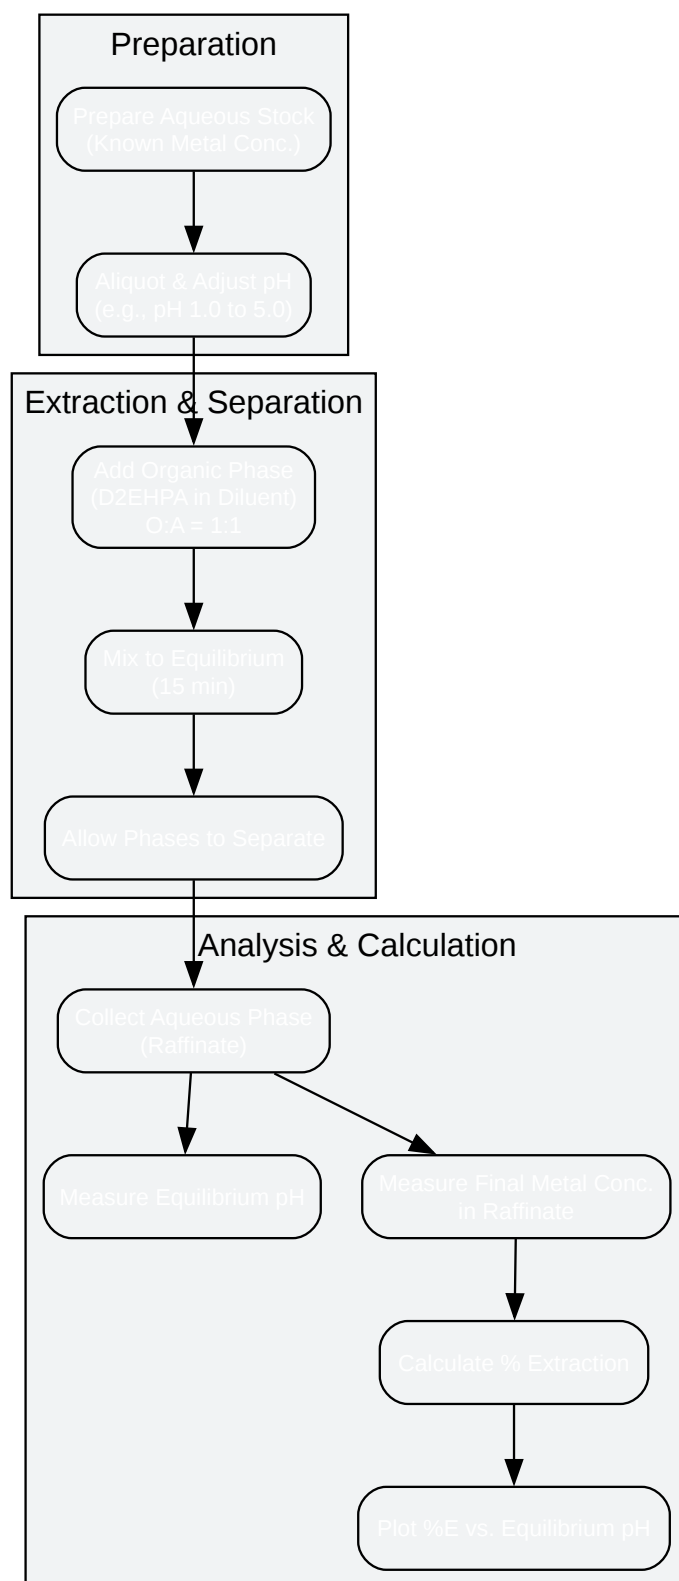 Preparation
Prepare Aqueous Stock
(Known Metal Conc.)
Aliquot & Adjust pH
(e.g., pH 1.0 to 5.0)
Extraction & Separation
Add Organic Phase
(D2EHPA in Diluent)
O:A = 1:1
Mix to Equilibrium
(15 min)
Allow Phases to Separate
Analysis & Calculation
Collect Aqueous Phase
(Raffinate)
Measure Equilibrium pH
Measure Final Metal Conc.
in Raffinate
Calculate % Extraction
Plot %E vs. Equilibrium pH